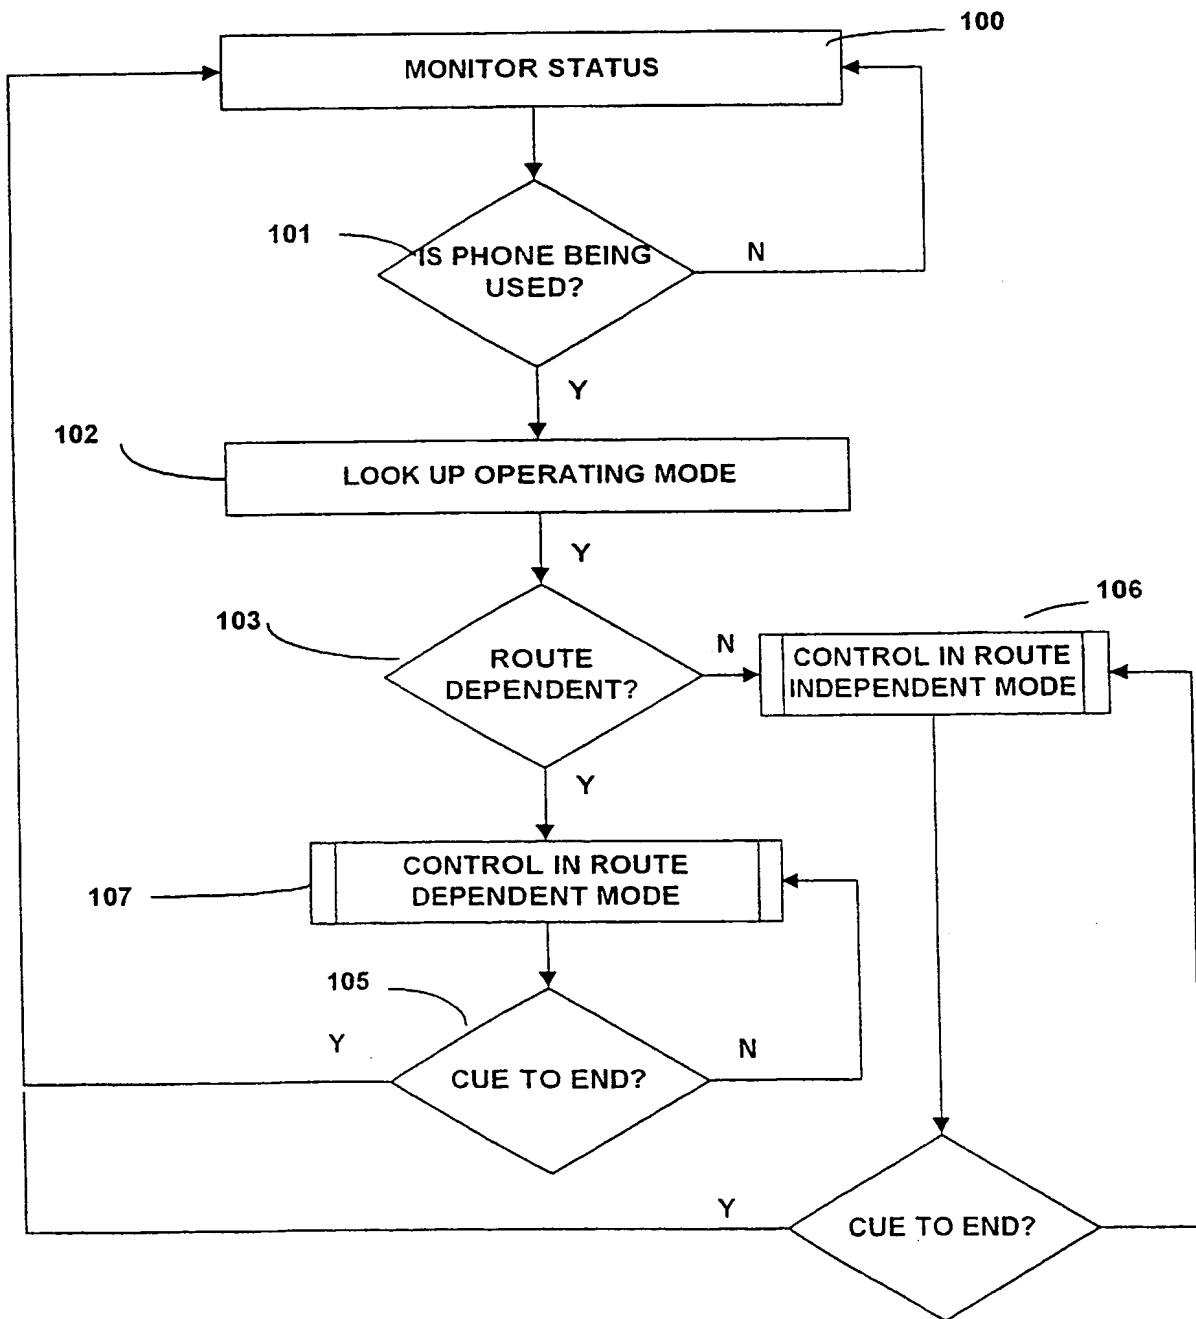 100
MONITOR STATUS
101
IS PHONE BEING
USED?
N
Y
102
LOOK UP OPERATING MODE
Y
103
ROUTE
DEPENDENT?
N
106
CONTROL IN ROUTE
INDEPENDENT MODE
Y
107
CONTROL IN ROUTE
DEPENDENT MODE
105
Y
CUE TO END?
N
Y
CUE TO END?